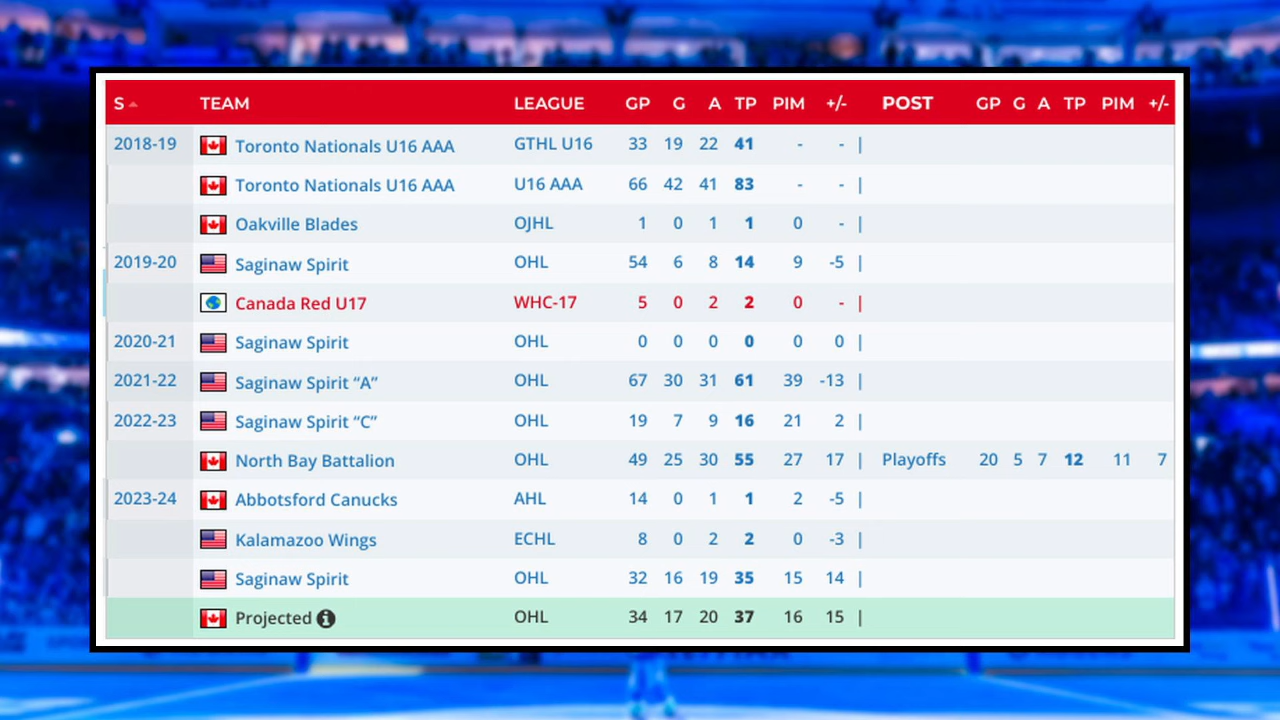 S TEAM LEAGUE GP G A TP PIM +/- POST GP G A TP PIM +/-
2018-19 Toronto Nationals U16 AAA GTHL U16 33 19 22 41 - - |
Toronto Nationals U16 AAA U16 AAA 66 42 41 83 - - |
Oakville Blades OJHL 1 0 1 1 0 - |
2019-20 Saginaw Spirit OHL 54 6 8 14 9 -5 |
Canada Red U17 WHC-17 5 0 2 2 0 - |
2020-21 Saginaw Spirit OHL 0 0 0 0 0 0 |
2021-22 Saginaw Spirit “A” OHL 67 30 31 61 39 -13 |
2022-23 Saginaw Spirit “C” OHL 19 7 9 16 21 2 |
North Bay Battalion OHL 49 25 30 55 27 17 | Playoffs 20 5 7 12 11 7
2023-24 Abbotsford Canucks AHL 14 0 1 1 2 -5 |
Kalamazoo Wings ECHL 8 0 2 2 0 -3 |
Saginaw Spirit OHL 32 16 19 35 15 14 |
Projected OHL 34 17 20 37 16 15 |